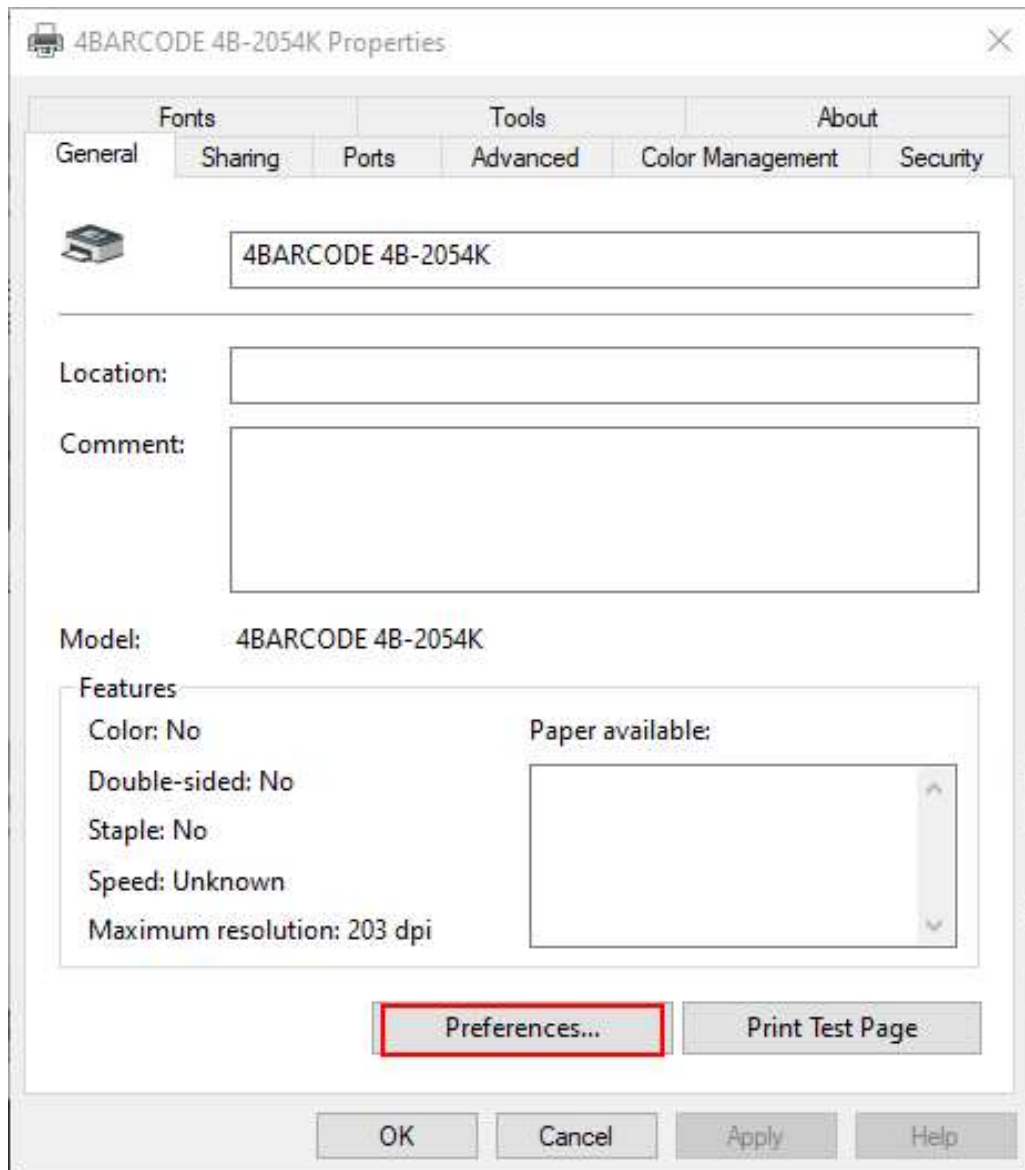 4BARCODE 4B-2054K Properties
Fonts Tools About
General Sharing Ports Advanced Color Management Security
4BARCODE 4B-2054K
Location:
Comment:
Model: 4BARCODE 4B-2054K
Features
Color: No
Paper available:
Double-sided: No
Staple: No
Speed: Unknown
Maximum resolution: 203 dpi
Preferences... Print Test Page
OK Cancel Apply Help